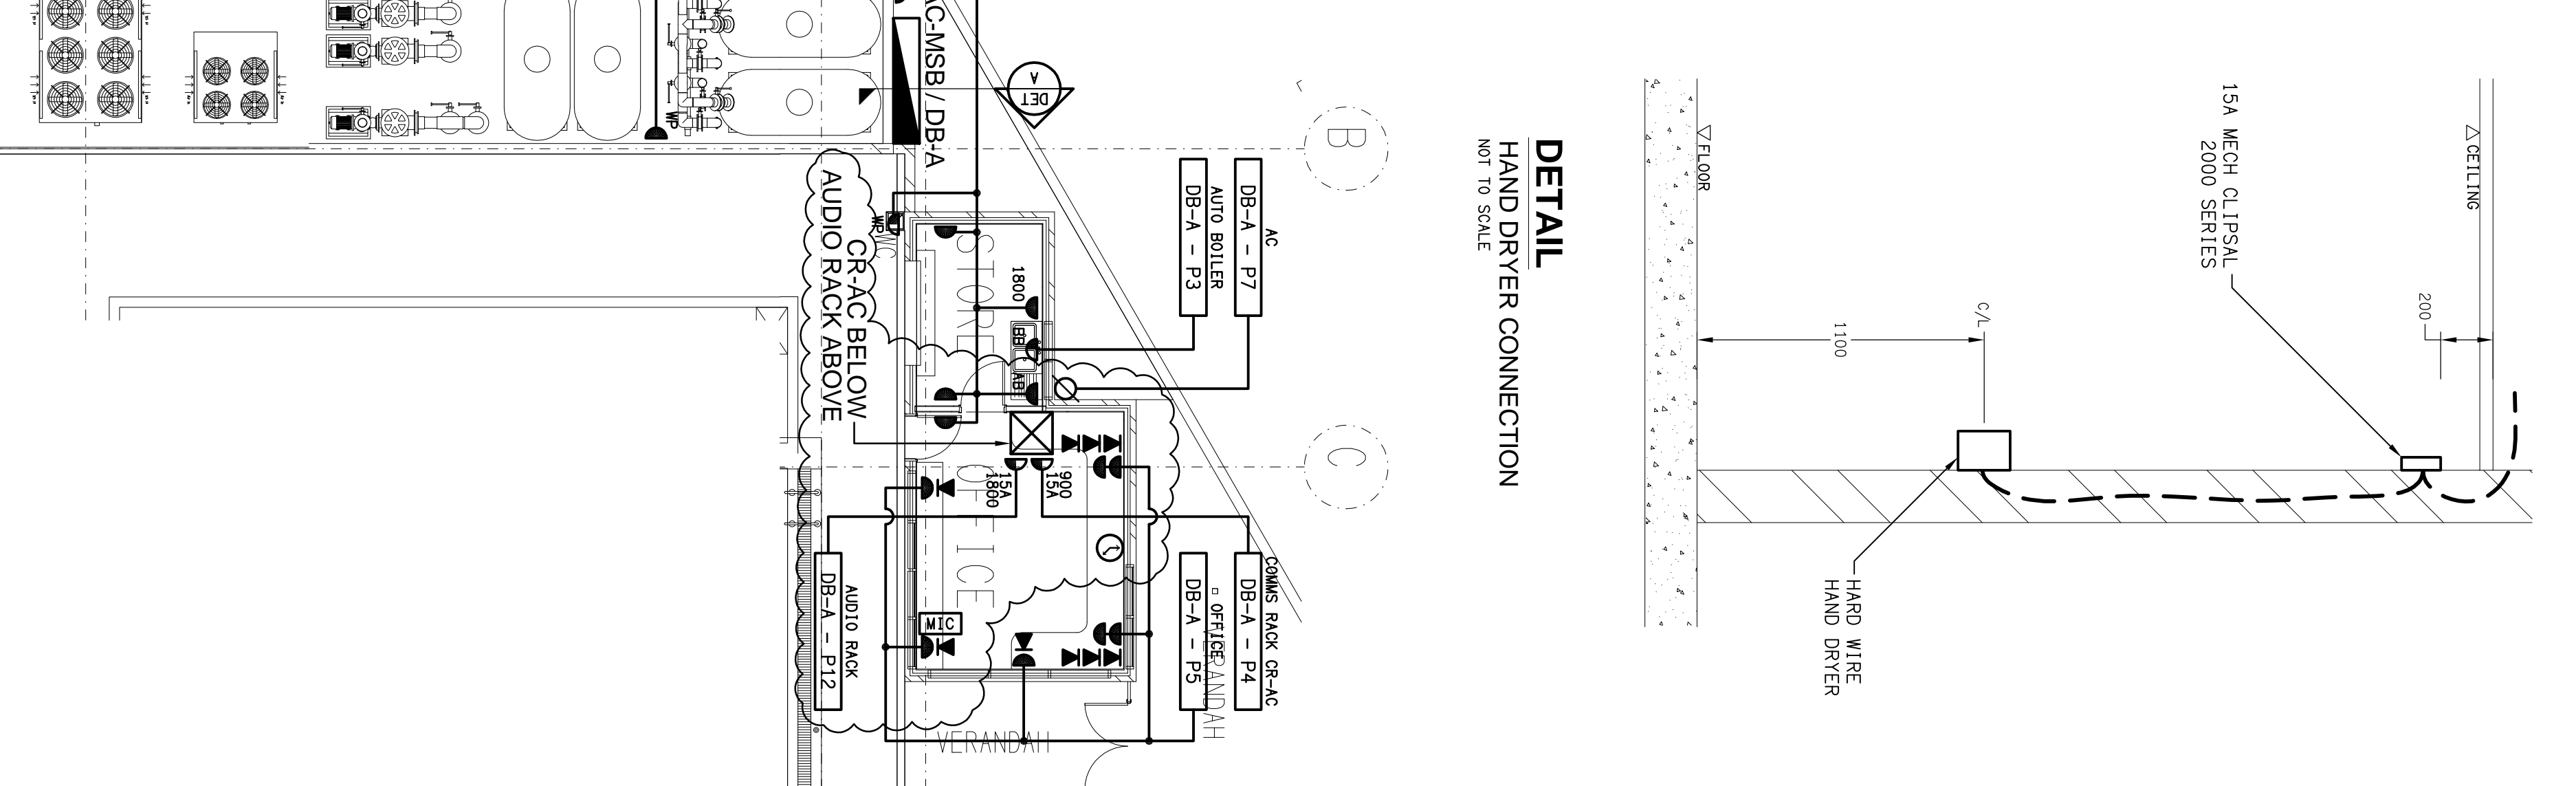 AC-MSB / DB-A
DET
A
WP
B
C
AC
DB-A - P7
AUTO BOILER
DB-A - P3
WP
WC
STORE
1800
BB
AB
CR-AC BELOW
AUDIO RACK ABOVE
900
15A
15A
1800
OFFICE
MIC
COMMS RACK CR-AC
DB-A - P4
OFFICE
DB-A - P5
AUDIO RACK
DB-A - P12
VERANDAH
VERANDAH
DETAIL
HAND DRYER CONNECTION
NOT TO SCALE
CEILING
FLOOR
15A MECH CLIPSAL
2000 SERIES
200
C/L
1100
HARD WIRE
HAND DRYER